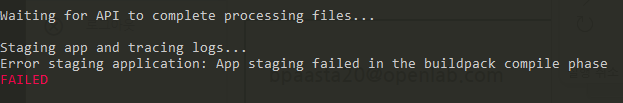 Waiting for API to complete processing files...
Staging app and tracing logs...
Error staging application: App staging failed in the buildpack compile phase
FAILED